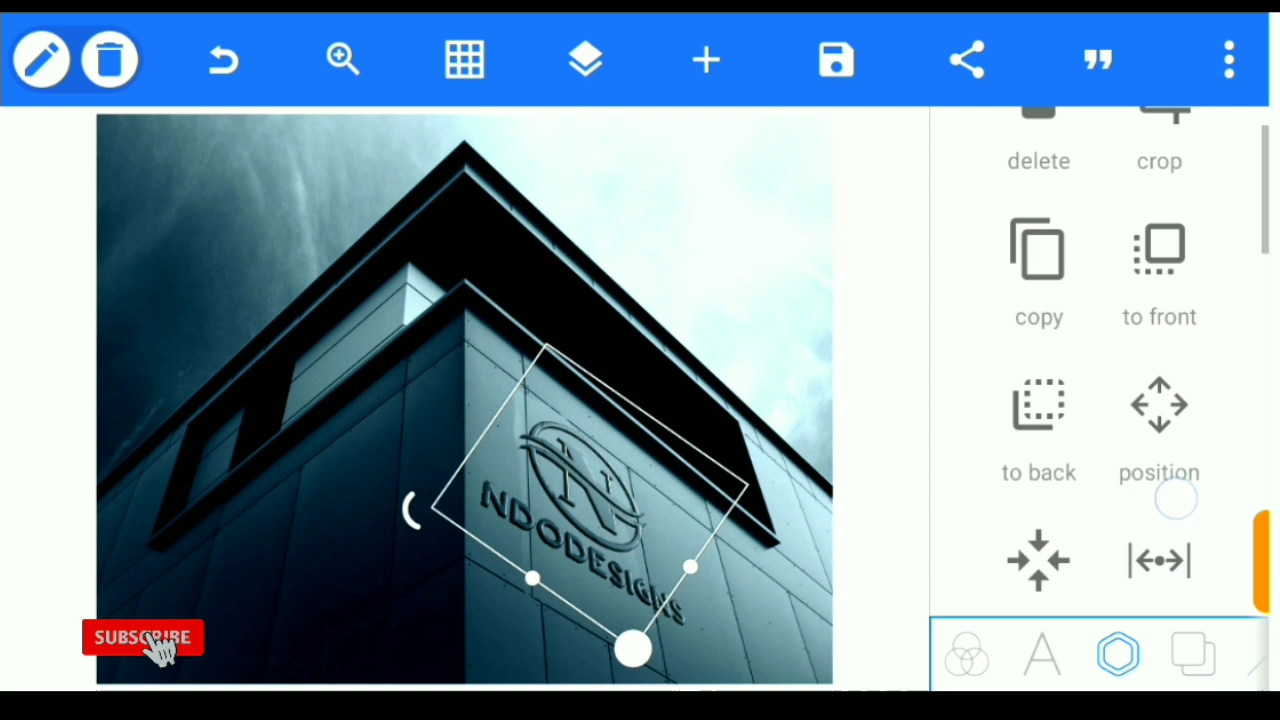 delete
crop
copy
to front
to back
position
N
NDODESIGNS
SUBSCRIBE